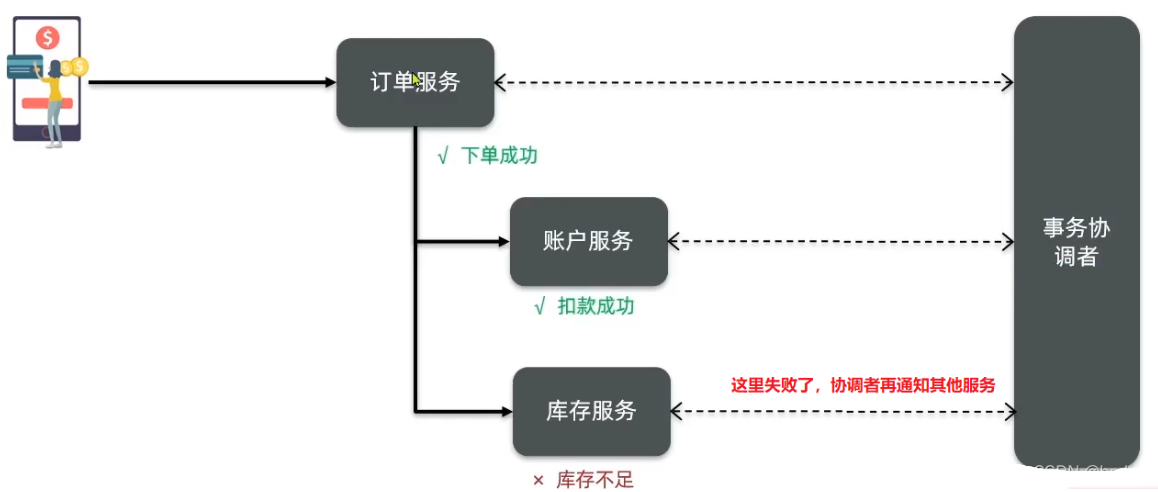 $
$
$
订单服务
√ 下单成功
账户服务
√ 扣款成功
事务协
调者
这里失败了，协调者再通知其他服务
库存服务
× 库存不足